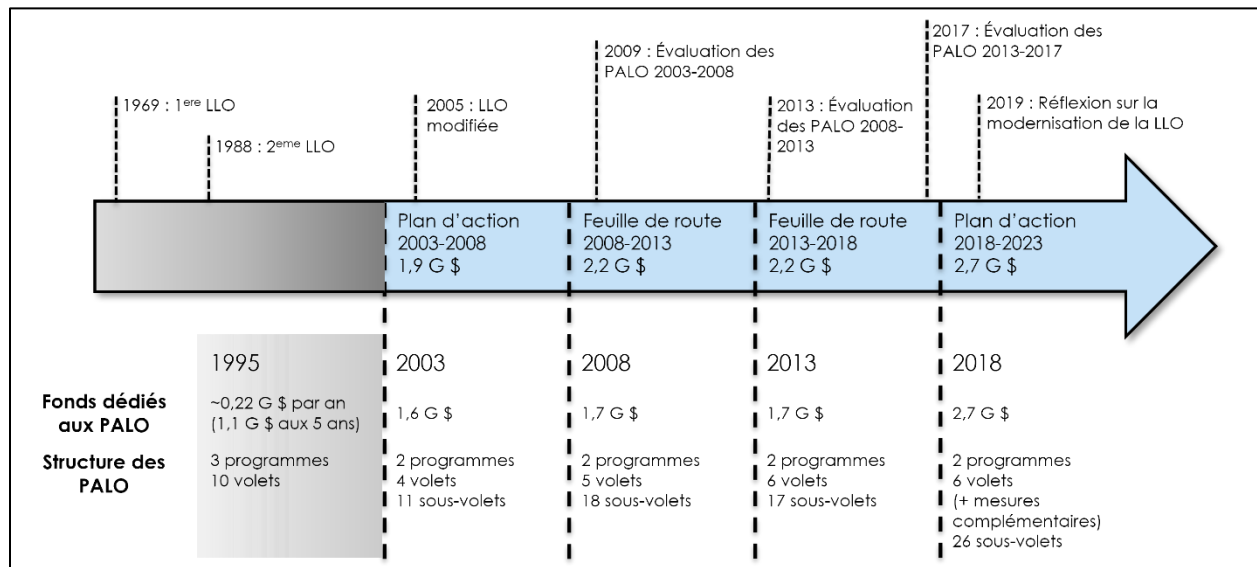 1969 : 1ere LLO
1988 : 2eme LLO
2005 : LLO
modifiée
2009 : Évaluation des
PALO 2003-2008
2013 : Évaluation
des PALO 2008-
2013
2017 : Évaluation des
PALO 2013-2017
2019 : Réflexion sur la
modernisation de la LLO
Plan d'action
2003-2008
1,9 G $
Feuille de route
2008-2013
2,2 G $
Feuille de route
2013-2018
2,2 G $
Plan d'action
2018-2023
2,7 G $
1995
2003
2008
2013
2018
Fonds dédiés
aux PALO
~0,22 G $ par an
(1,1 G $ aux 5 ans)
1,6 G $
1,7 G $
1,7 G $
2,7 G $
Structure des
PALO
3 programmes
10 volets
2 programmes
4 volets
11 sous-volets
2 programmes
5 volets
18 sous-volets
2 programmes
6 volets
17 sous-volets
2 programmes
6 volets
(+ mesures
complémentaires)
26 sous-volets